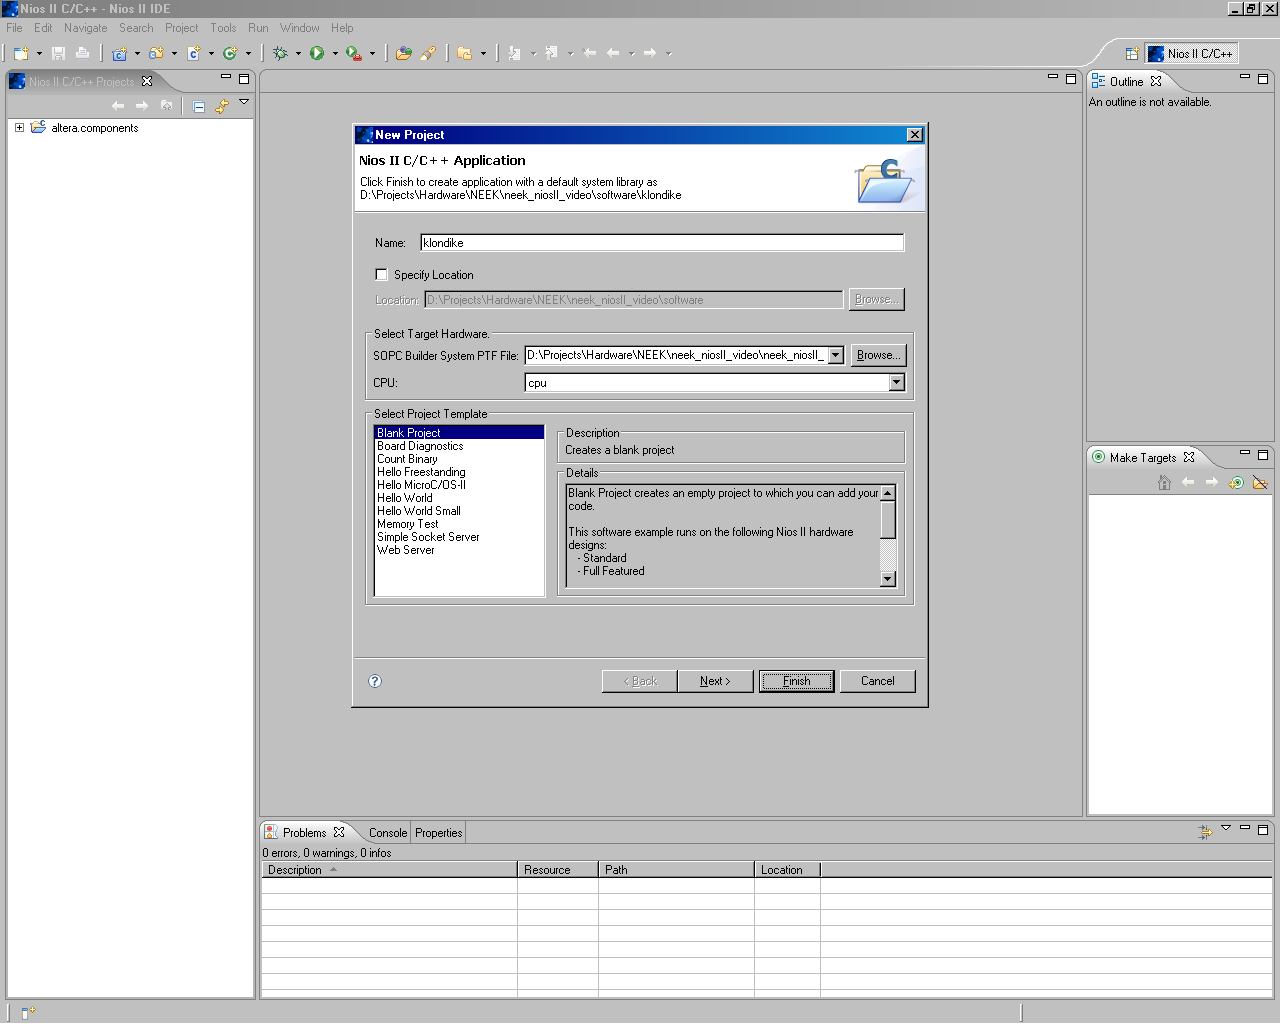 Nios II C/C++ - Nios II IDE
File Edit Navigate Search Project Tools Run Window Help
Nios II C/C++
Nios II C/C++ Projects
altera.components
New Project
Nios II C/C++ Application
Click Finish to create application with a default system library as
D:\Projects\Hardware\NEEK\neek_niosII_video\software\klondike
Name: klondike
Specify Location
Location: D:\Projects\Hardware\NEEK\neek_niosII_video\software Browse...
Select Target Hardware.
SOPC Builder System PTF File: D:\Projects\Hardware\NEEK\neek_niosII_video\neek_niosII_ Browse...
CPU: cpu
Select Project Template
Blank Project
Board Diagnostics
Count Binary
Hello Freestanding
Hello MicroC/OS-II
Hello World
Hello World Small
Memory Test
Simple Socket Server
Web Server
Description
Creates a blank project
Details
Blank Project creates an empty project to which you can add your
code.
This software example runs on the following Nios II hardware
designs:
- Standard
- Full Featured
< Back Next > Finish Cancel
Outline
An outline is not available.
Make Targets
Problems Console Properties
0 errors, 0 warnings, 0 infos
Description Resource Path Location